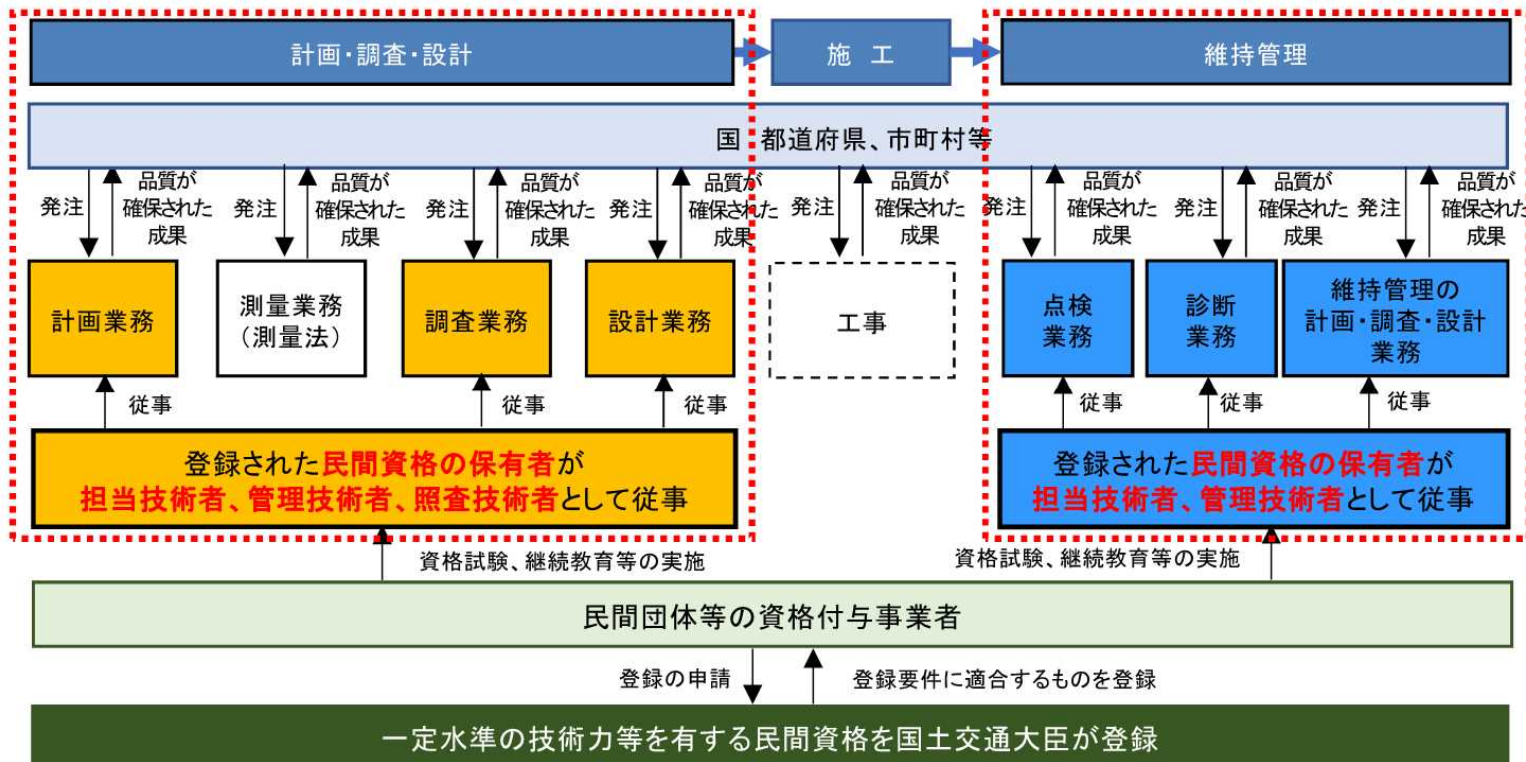 計画・調査・設計
施 工
維持管理
国 都道府県、市町村等
発注
品質が
確保された
成果
発注
品質が
確保された
成果
発注
品質が
確保された
成果
発注
品質が
確保された
成果
発注
品質が
確保された
成果
発注
品質が
確保された
成果
発注
品質が
確保された
成果
発注
品質が
確保された
成果
計画業務
測量業務
(測量法)
調査業務
設計業務
工事
点検
業務
診断
業務
維持管理の
計画・調査・設計
業務
従事
従事
従事
従事
従事
従事
登録された民間資格の保有者が
担当技術者、管理技術者、照査技術者として従事
登録された民間資格の保有者が
担当技術者、管理技術者として従事
資格試験、継続教育等の実施
資格試験、継続教育等の実施
民間団体等の資格付与事業者
登録の申請
登録要件に適合するものを登録
一定水準の技術力等を有する民間資格を国土交通大臣が登録